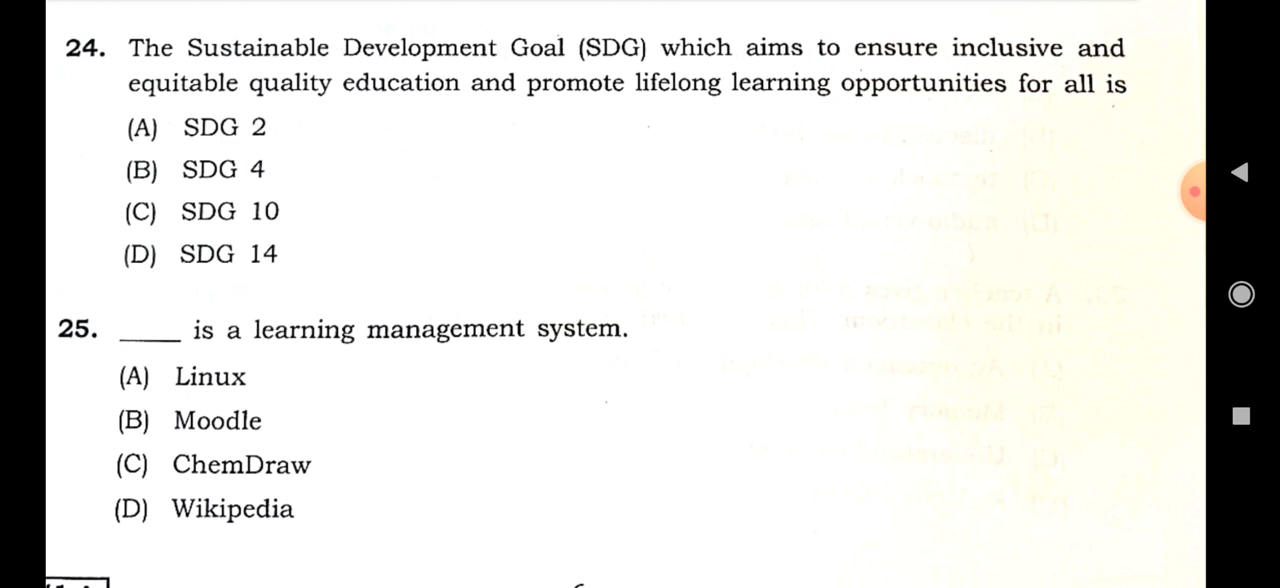 24. The Sustainable Development Goal (SDG) which aims to ensure inclusive and
equitable quality education and promote lifelong learning opportunities for all is
(A) SDG 2
(B) SDG 4
(C) SDG 10
(D) SDG 14
25. ____ is a learning management system.
(A) Linux
(B) Moodle
(C) ChemDraw
(D) Wikipedia